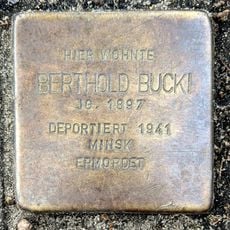 HIER WOHNTE
BERTHOLD BUCKI
JG. 1897
DEPORTIERT 1941
MINSK
ERMORDET